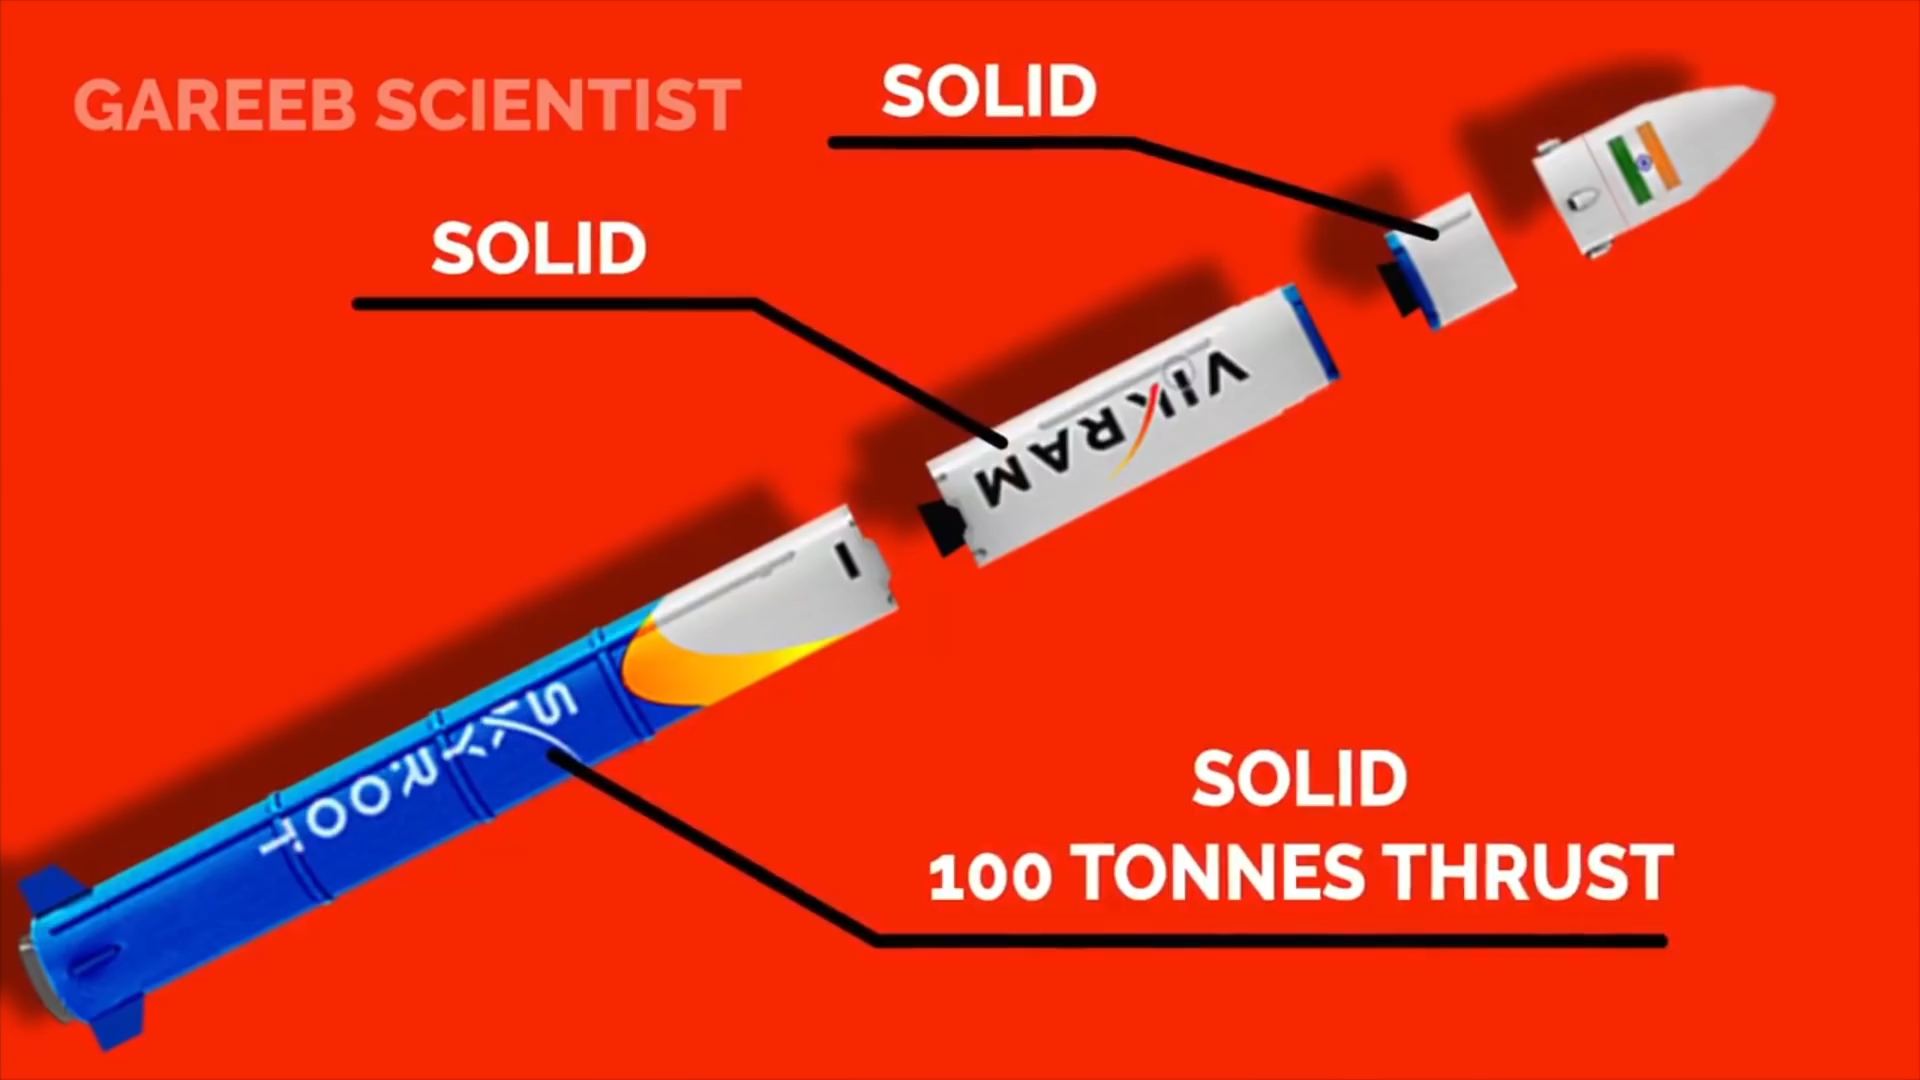 GAREEB SCIENTIST
SOLID
SOLID
VIKRAM
I
SKYROOT
SOLID
100 TONNES THRUST